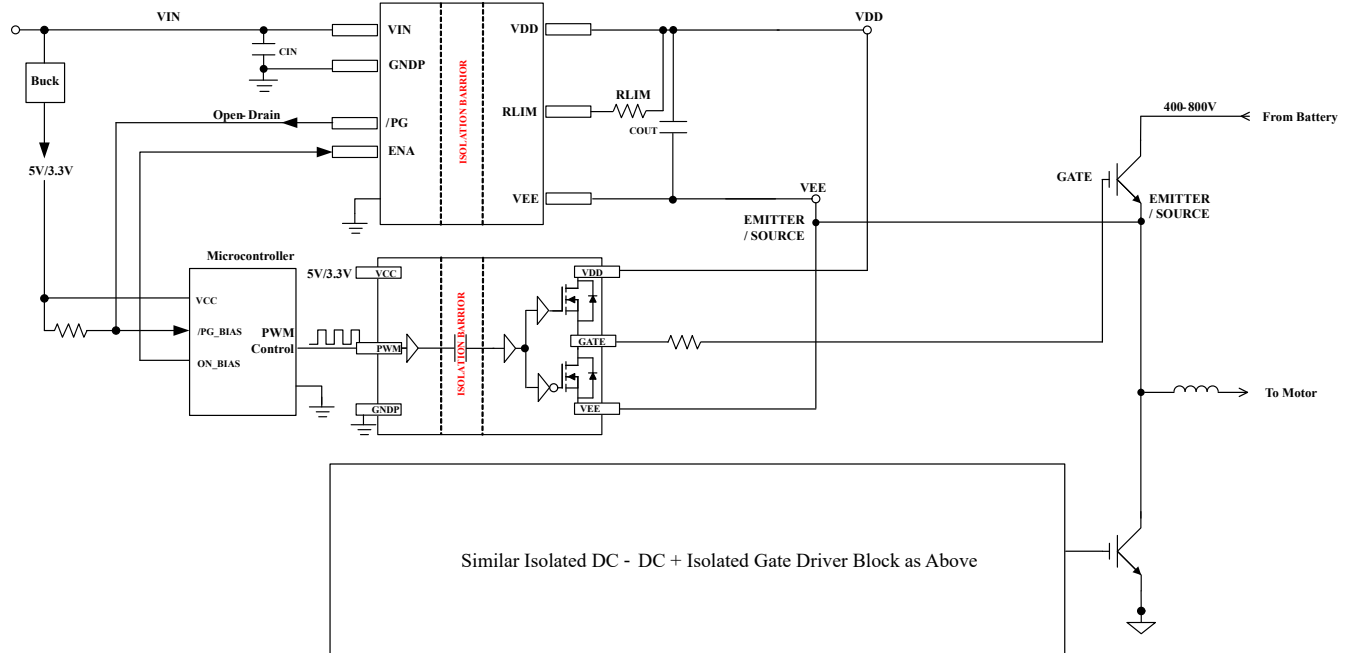 VIN
VIN
CIN
GNDP
Buck
Open-Drain
/PG
ENA
5V/3.3V
ISOLATION BARRIER
VDD
VDD
RLIM
RLIM
COUT
VEE
VEE
EMITTER
/ SOURCE
400-800V
From Battery
GATE
EMITTER
/ SOURCE
Microcontroller
VCC
/PG_BIAS
ON_BIAS
PWM
Control
5V/3.3V
VCC
PWM
GNDP
ISOLATION BARRIER
VDD
GATE
VEE
To Motor
Similar Isolated DC - DC + Isolated Gate Driver Block as Above